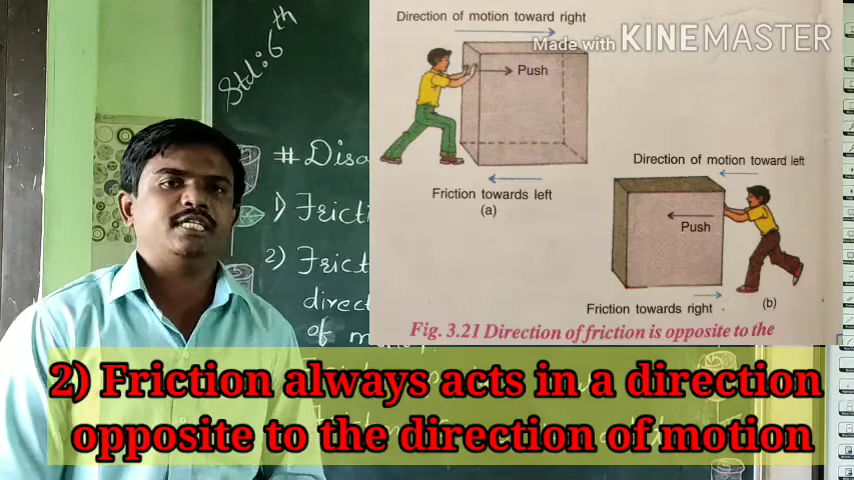 Direction of motion toward right
Made with KINEMASTER
Push
Friction towards left
(a)
Direction of motion toward left
Push
Friction towards right
(b)
Fig. 3.21 Direction of friction is opposite to the
Std: 6th
# Disa
1) Fricti
2) Frict
direct
of m
2) Friction always acts in a direction
opposite to the direction of motion